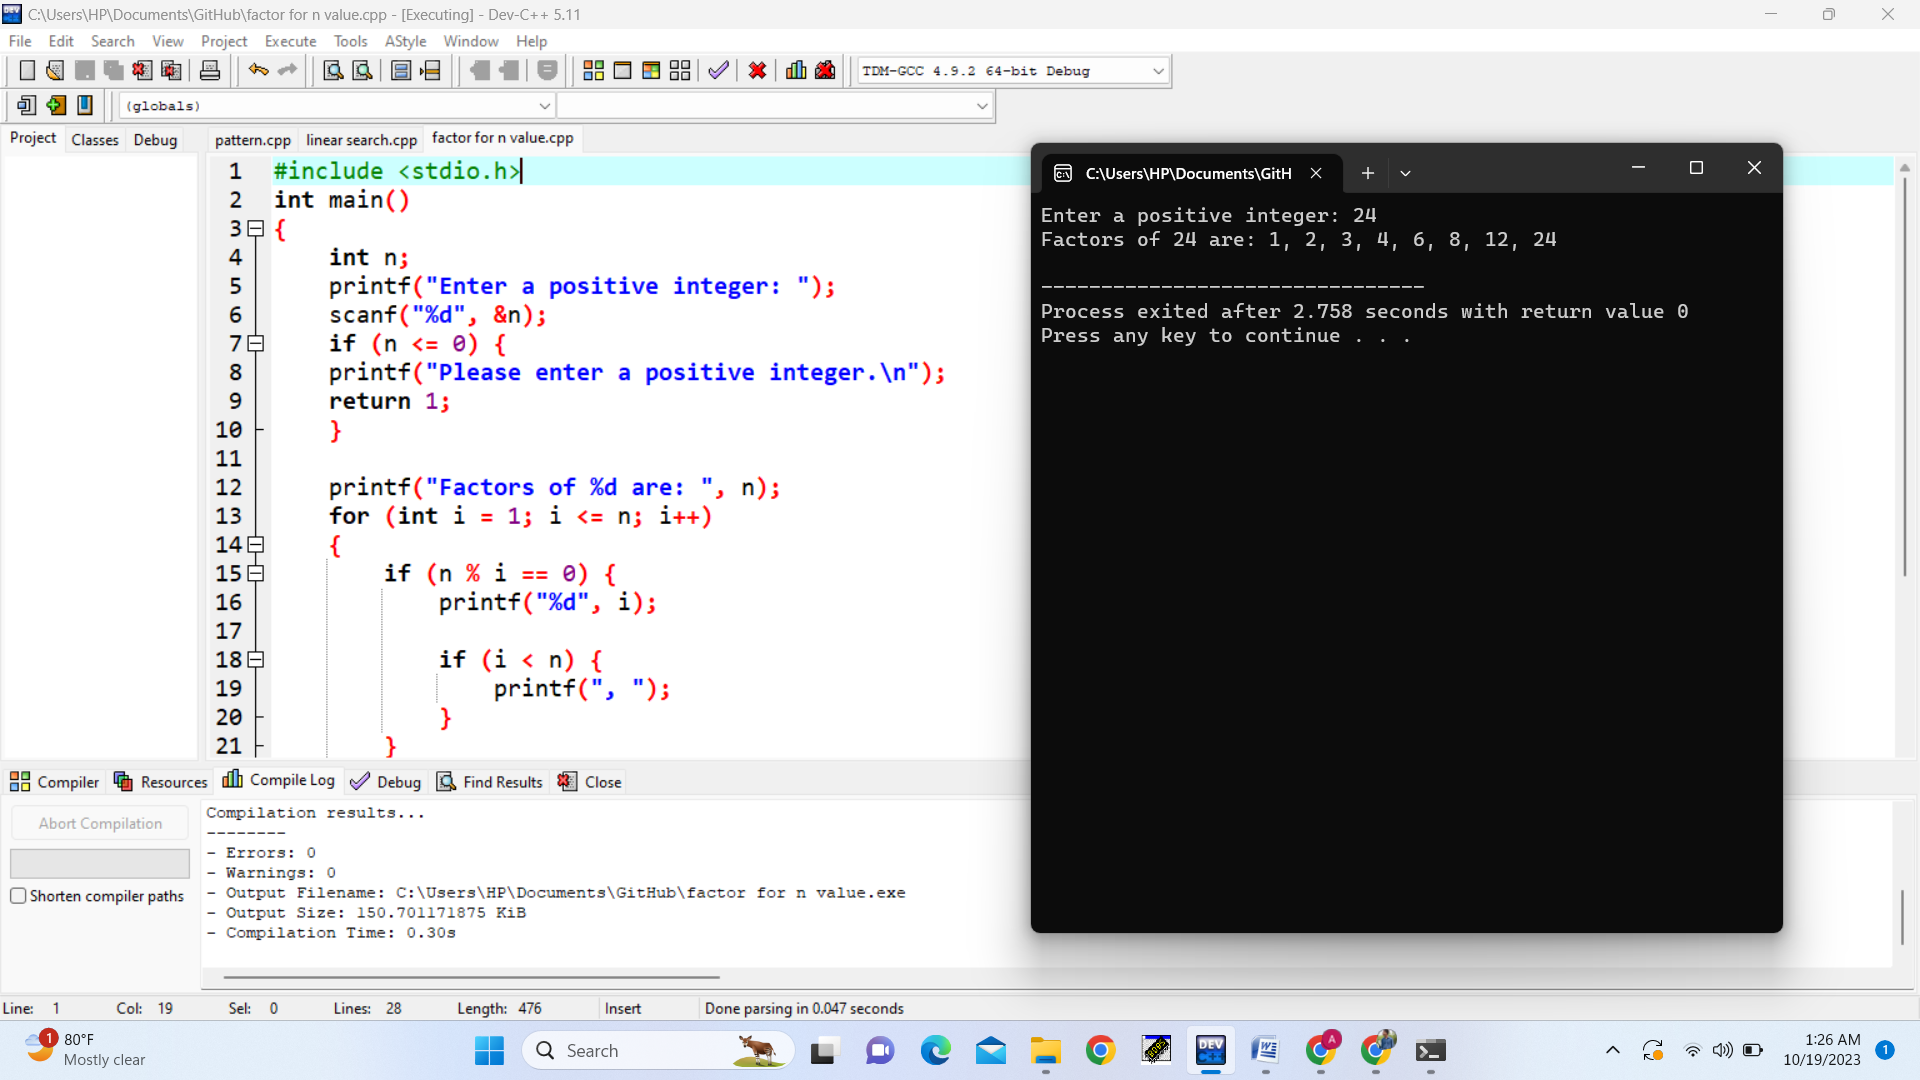 C:\Users\HP\Documents\GitHub\factor for n value.cpp - [Executing] - Dev-C++ 5.11
File Edit Search View Project Execute Tools AStyle Window Help
TDM-GCC 4.9.2 64-bit Debug
(globals)
Project Classes Debug
pattern.cpp linear search.cpp factor for n value.cpp
1 #include <stdio.h>
2 int main()
3 {
4 int n;
5 printf("Enter a positive integer: ");
6 scanf("%d", &n);
7 if (n <= 0) {
8 printf("Please enter a positive integer.\n");
9 return 1;
10 }
11
12 printf("Factors of %d are: ", n);
13 for (int i = 1; i <= n; i++)
14 {
15 if (n % i == 0) {
16 printf("%d", i);
17
18 if (i < n) {
19 printf(", ");
20 }
21 }
C:\Users\HP\Documents\GitH
Enter a positive integer: 24
Factors of 24 are: 1, 2, 3, 4, 6, 8, 12, 24
--------------------------------
Process exited after 2.758 seconds with return value 0
Press any key to continue . . .
Compiler Resources Compile Log Debug Find Results Close
Abort Compilation
Shorten compiler paths
Compilation results...
--------
- Errors: 0
- Warnings: 0
- Output Filename: C:\Users\HP\Documents\GitHub\factor for n value.exe
- Output Size: 150.701171875 KiB
- Compilation Time: 0.30s
Line: 1 Col: 19 Sel: 0 Lines: 28 Length: 476 Insert Done parsing in 0.047 seconds
1
80°F
Mostly clear
Search
DEV
A
1:26 AM
10/19/2023
1